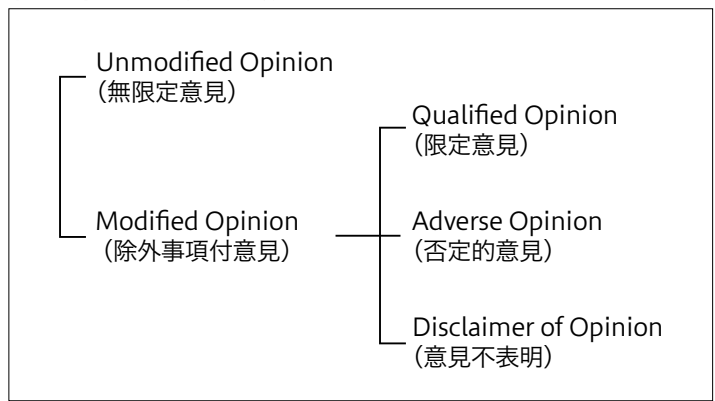 Unmodified Opinion
（無限定意見）
Modified Opinion
（除外事項付意見）
Qualified Opinion
（限定意見）
Adverse Opinion
（否定的意見）
Disclaimer of Opinion
（意見不表明）